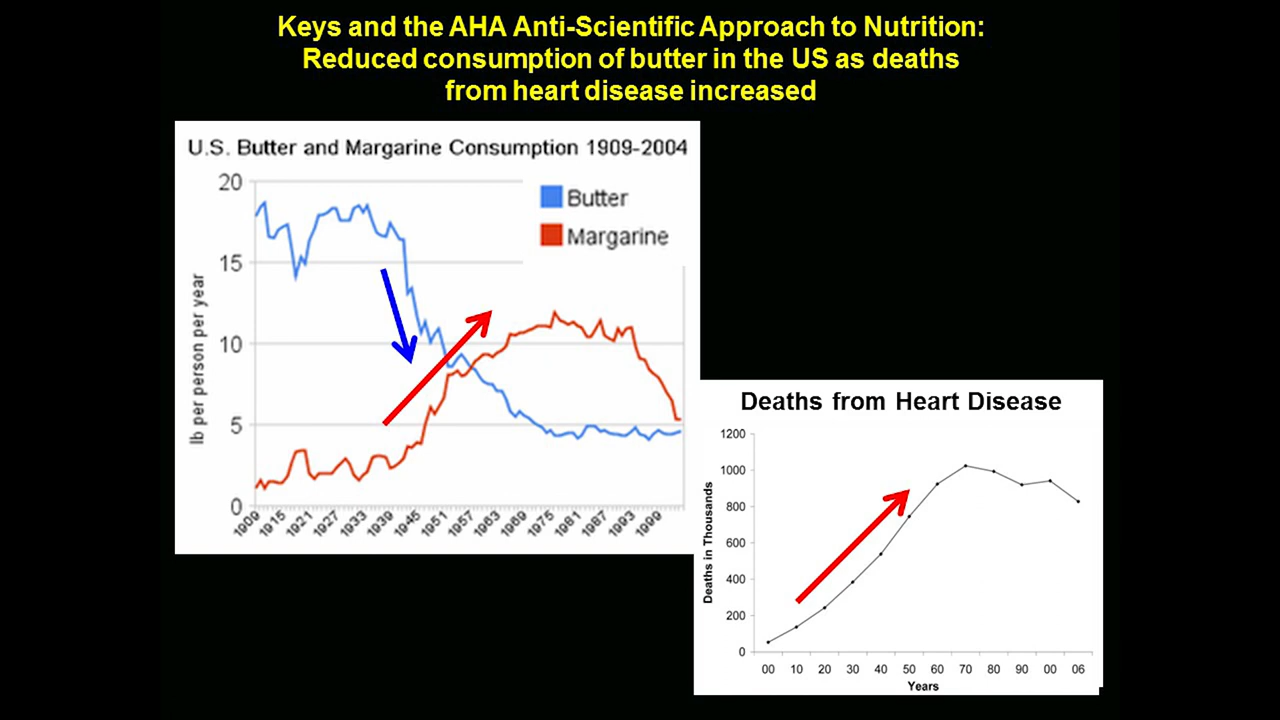 Keys and the AHA Anti-Scientific Approach to Nutrition:
Reduced consumption of butter in the US as deaths
from heart disease increased
U.S. Butter and Margarine Consumption 1909-2004
lb per person per year
20
15
10
5
0
Butter
Margarine
1909 1915 1921 1927 1933 1939 1945 1951 1957 1963 1969 1975 1981 1987 1993 1999
Deaths from Heart Disease
Deaths in Thousands
1200
1000
800
600
400
200
0
00 10 20 30 40 50 60 70 80 90 00 06
Years